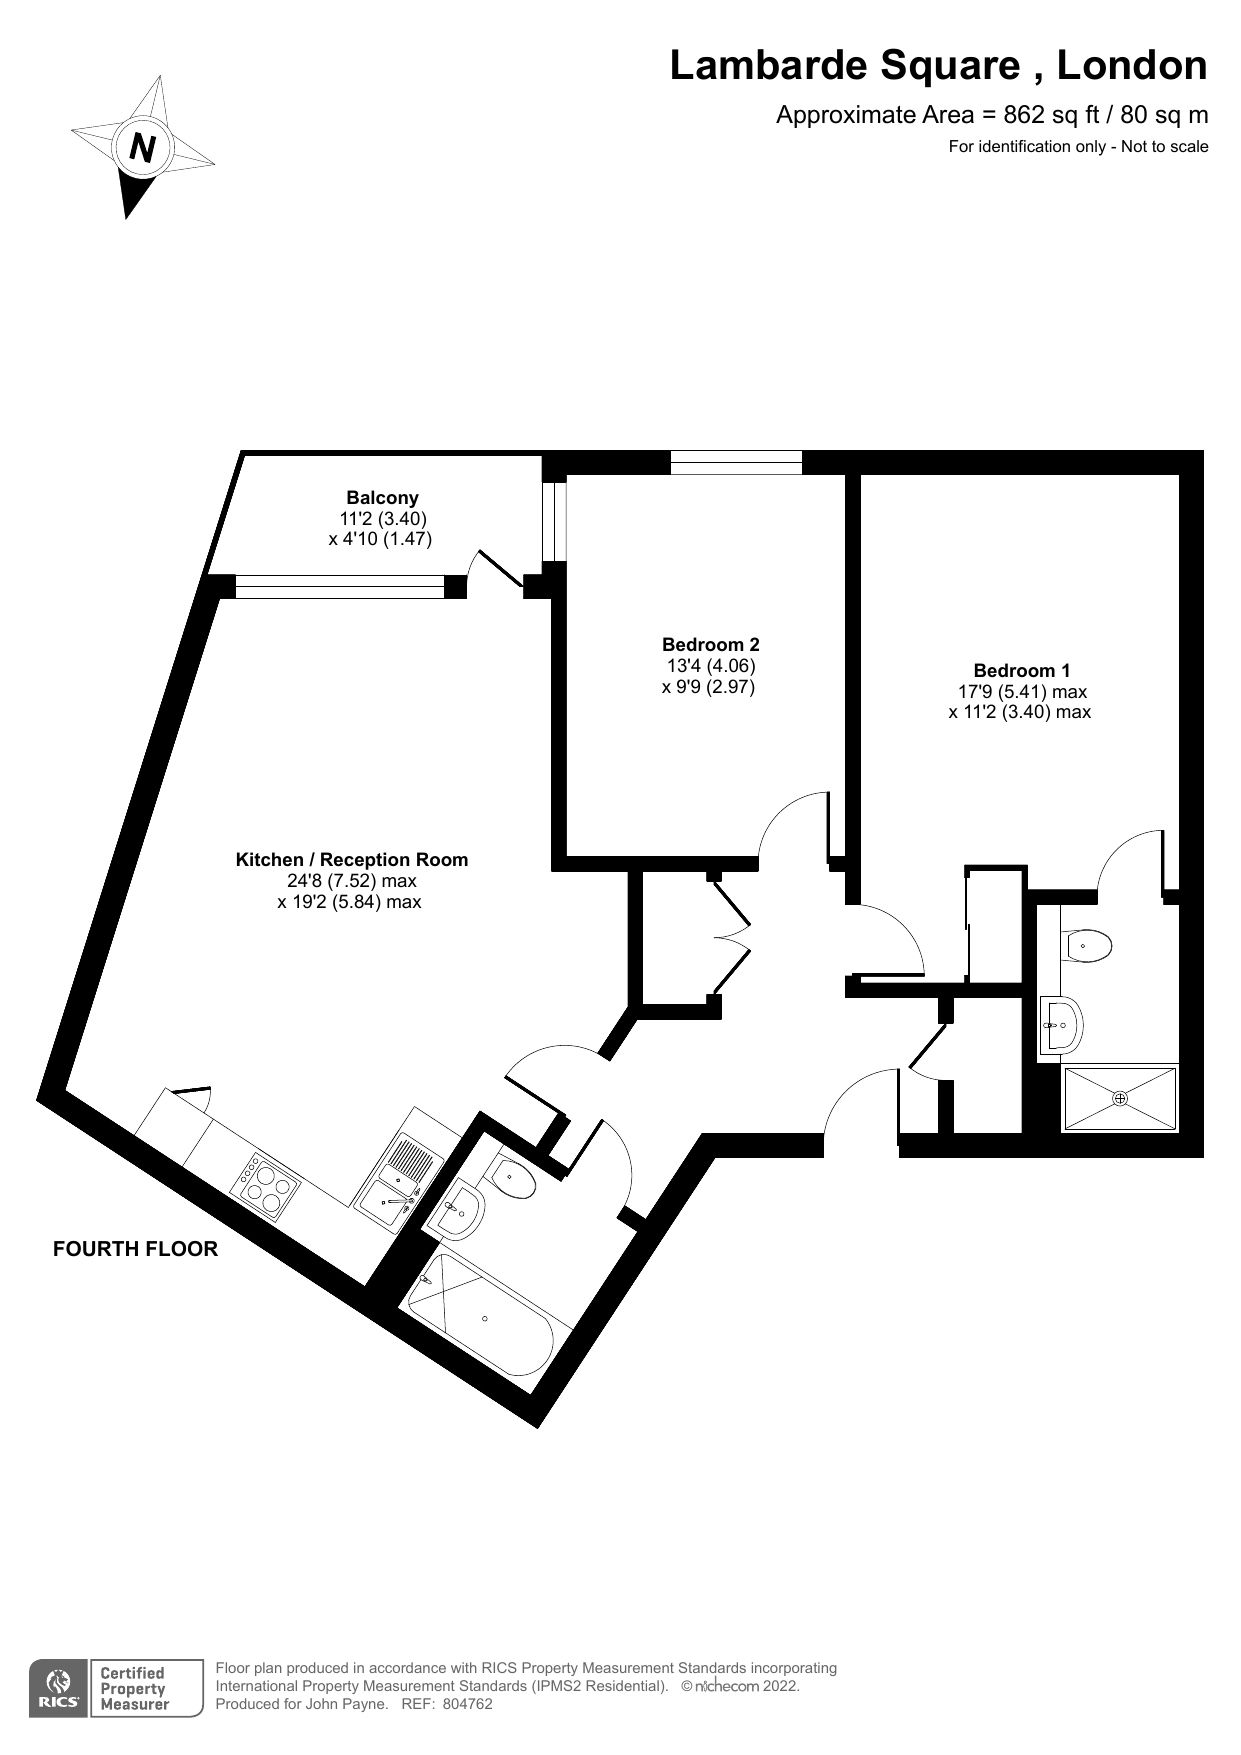 Lambarde Square , London
Approximate Area = 862 sq ft / 80 sq m
For identification only - Not to scale
N
Balcony
11'2 (3.40)
x 4'10 (1.47)
Bedroom 2
13'4 (4.06)
x 9'9 (2.97)
Bedroom 1
17'9 (5.41) max
x 11'2 (3.40) max
Kitchen / Reception Room
24'8 (7.52) max
x 19'2 (5.84) max
FOURTH FLOOR
RICS
Certified
Property
Measurer
Floor plan produced in accordance with RICS Property Measurement Standards incorporating
International Property Measurement Standards (IPMS2 Residential). © nichecom 2022.
Produced for John Payne. REF: 804762